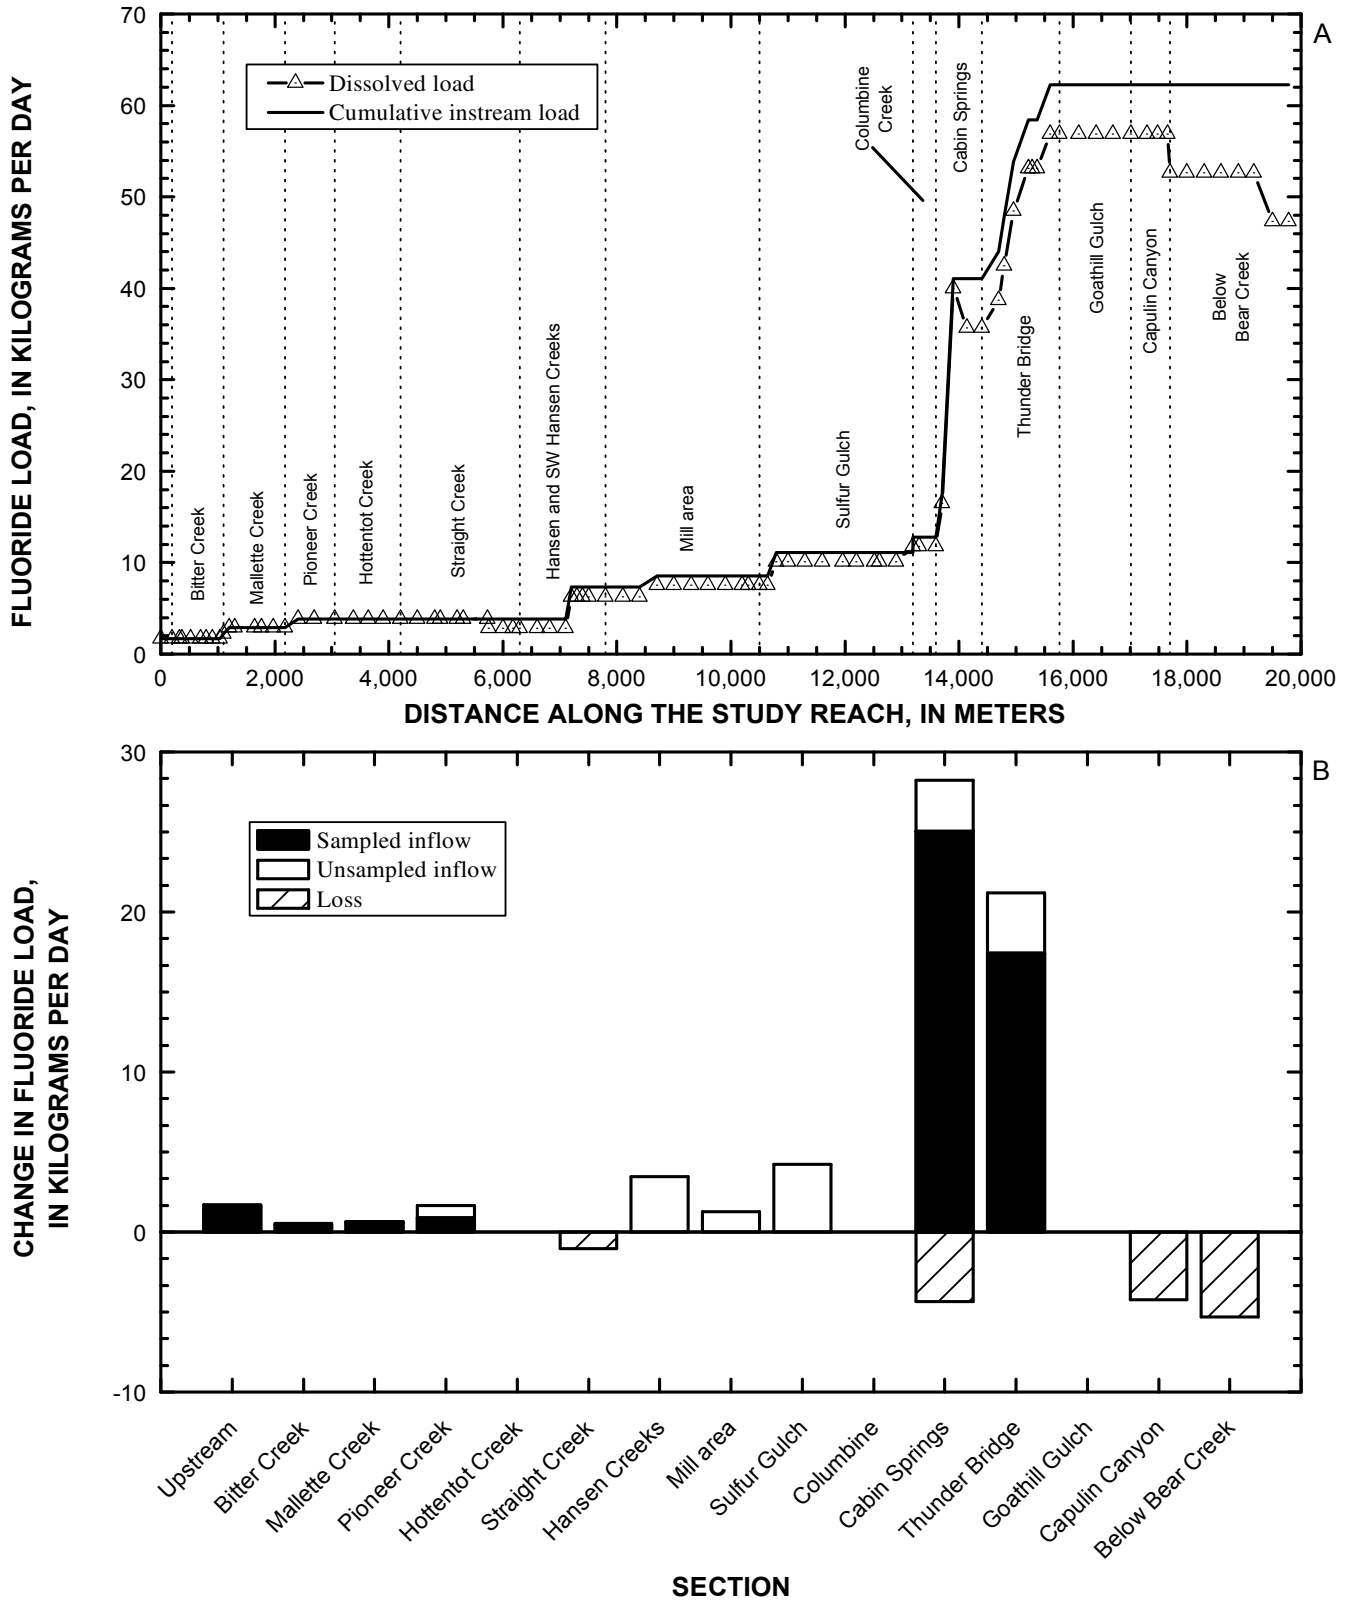 A
FLUORIDE LOAD, IN KILOGRAMS PER DAY
70
60
50
40
30
20
10
0
Dissolved load
Cumulative instream load
Bitter Creek
Mallette Creek
Pioneer Creek
Hottentot Creek
Straight Creek
Hansen and SW Hansen Creeks
Mill area
Sulfur Gulch
Columbine
Creek
Cabin Springs
Thunder Bridge
Goathill Gulch
Capulin Canyon
Below
Bear Creek
0 2,000 4,000 6,000 8,000 10,000 12,000 14,000 16,000 18,000 20,000
DISTANCE ALONG THE STUDY REACH, IN METERS
B
CHANGE IN FLUORIDE LOAD,
IN KILOGRAMS PER DAY
30
20
10
0
-10
Sampled inflow
Unsampled inflow
Loss
Upstream
Bitter Creek
Mallette Creek
Pioneer Creek
Hottentot Creek
Straight Creek
Hansen Creeks
Mill area
Sulfur Gulch
Columbine
Cabin Springs
Thunder Bridge
Goathill Gulch
Capulin Canyon
Below Bear Creek
SECTION